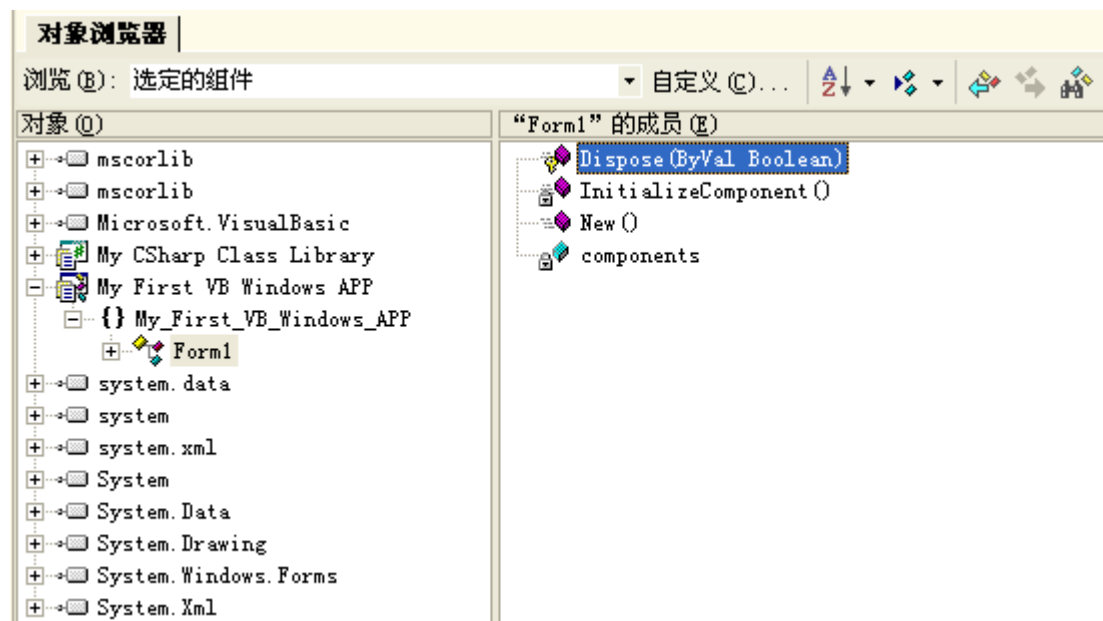 对象浏览器
浏览(B): 选定的组件 自定义(C)...
对象(O)
mscorlib
mscorlib
Microsoft.VisualBasic
My CSharp Class Library
My First VB Windows APP
{} My_First_VB_Windows_APP
Form1
system.data
system
system.xml
System
System.Data
System.Drawing
System.Windows.Forms
System.Xml
“Form1”的成员(E)
Dispose(ByVal Boolean)
InitializeComponent()
New()
components